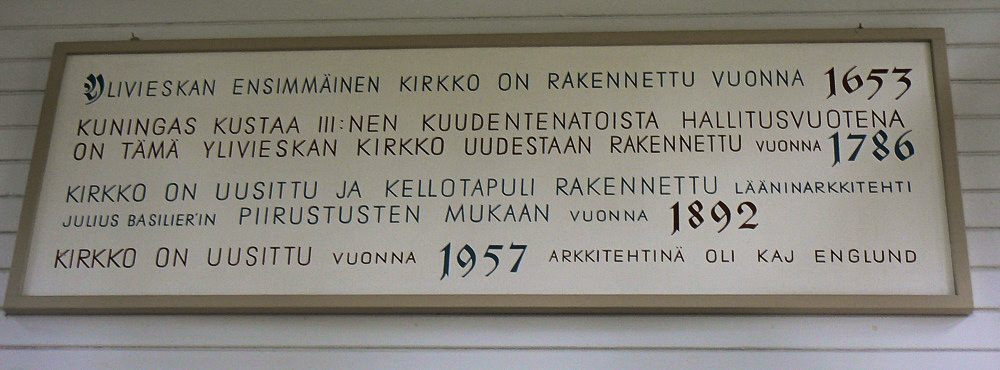 YLIVIESKAN ENSIMMÄINEN KIRKKO ON RAKENNETTU VUONNA 1653
KUNINGAS KUSTAA III:NEN KUUDENTENATOISTA HALLITUSVUOTENA
ON TÄMÄ YLIVIESKAN KIRKKO UUDESTAAN RAKENNETTU VUONNA 1786
KIRKKO ON UUSITTU JA KELLOTAPULI RAKENNETTU LÄÄNINARKKITEHTI
JULIUS BASILIER'IN PIIRUSTUSTEN MUKAAN VUONNA 1892
KIRKKO ON UUSITTU VUONNA 1957 ARKKITEHTINÄ OLI KAJ ENGLUND